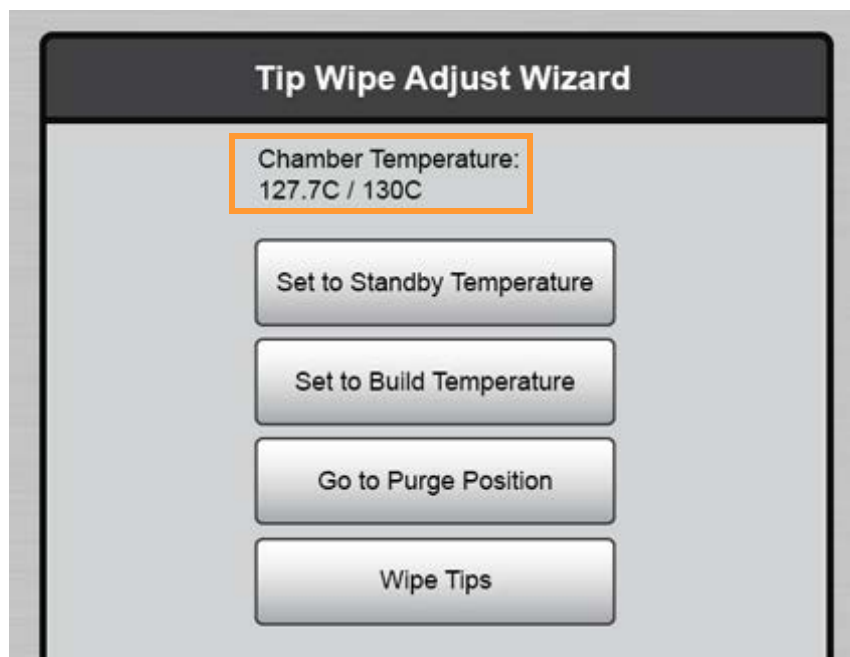 Tip Wipe Adjust Wizard
Chamber Temperature:
127.7C / 130C
Set to Standby Temperature
Set to Build Temperature
Go to Purge Position
Wipe Tips